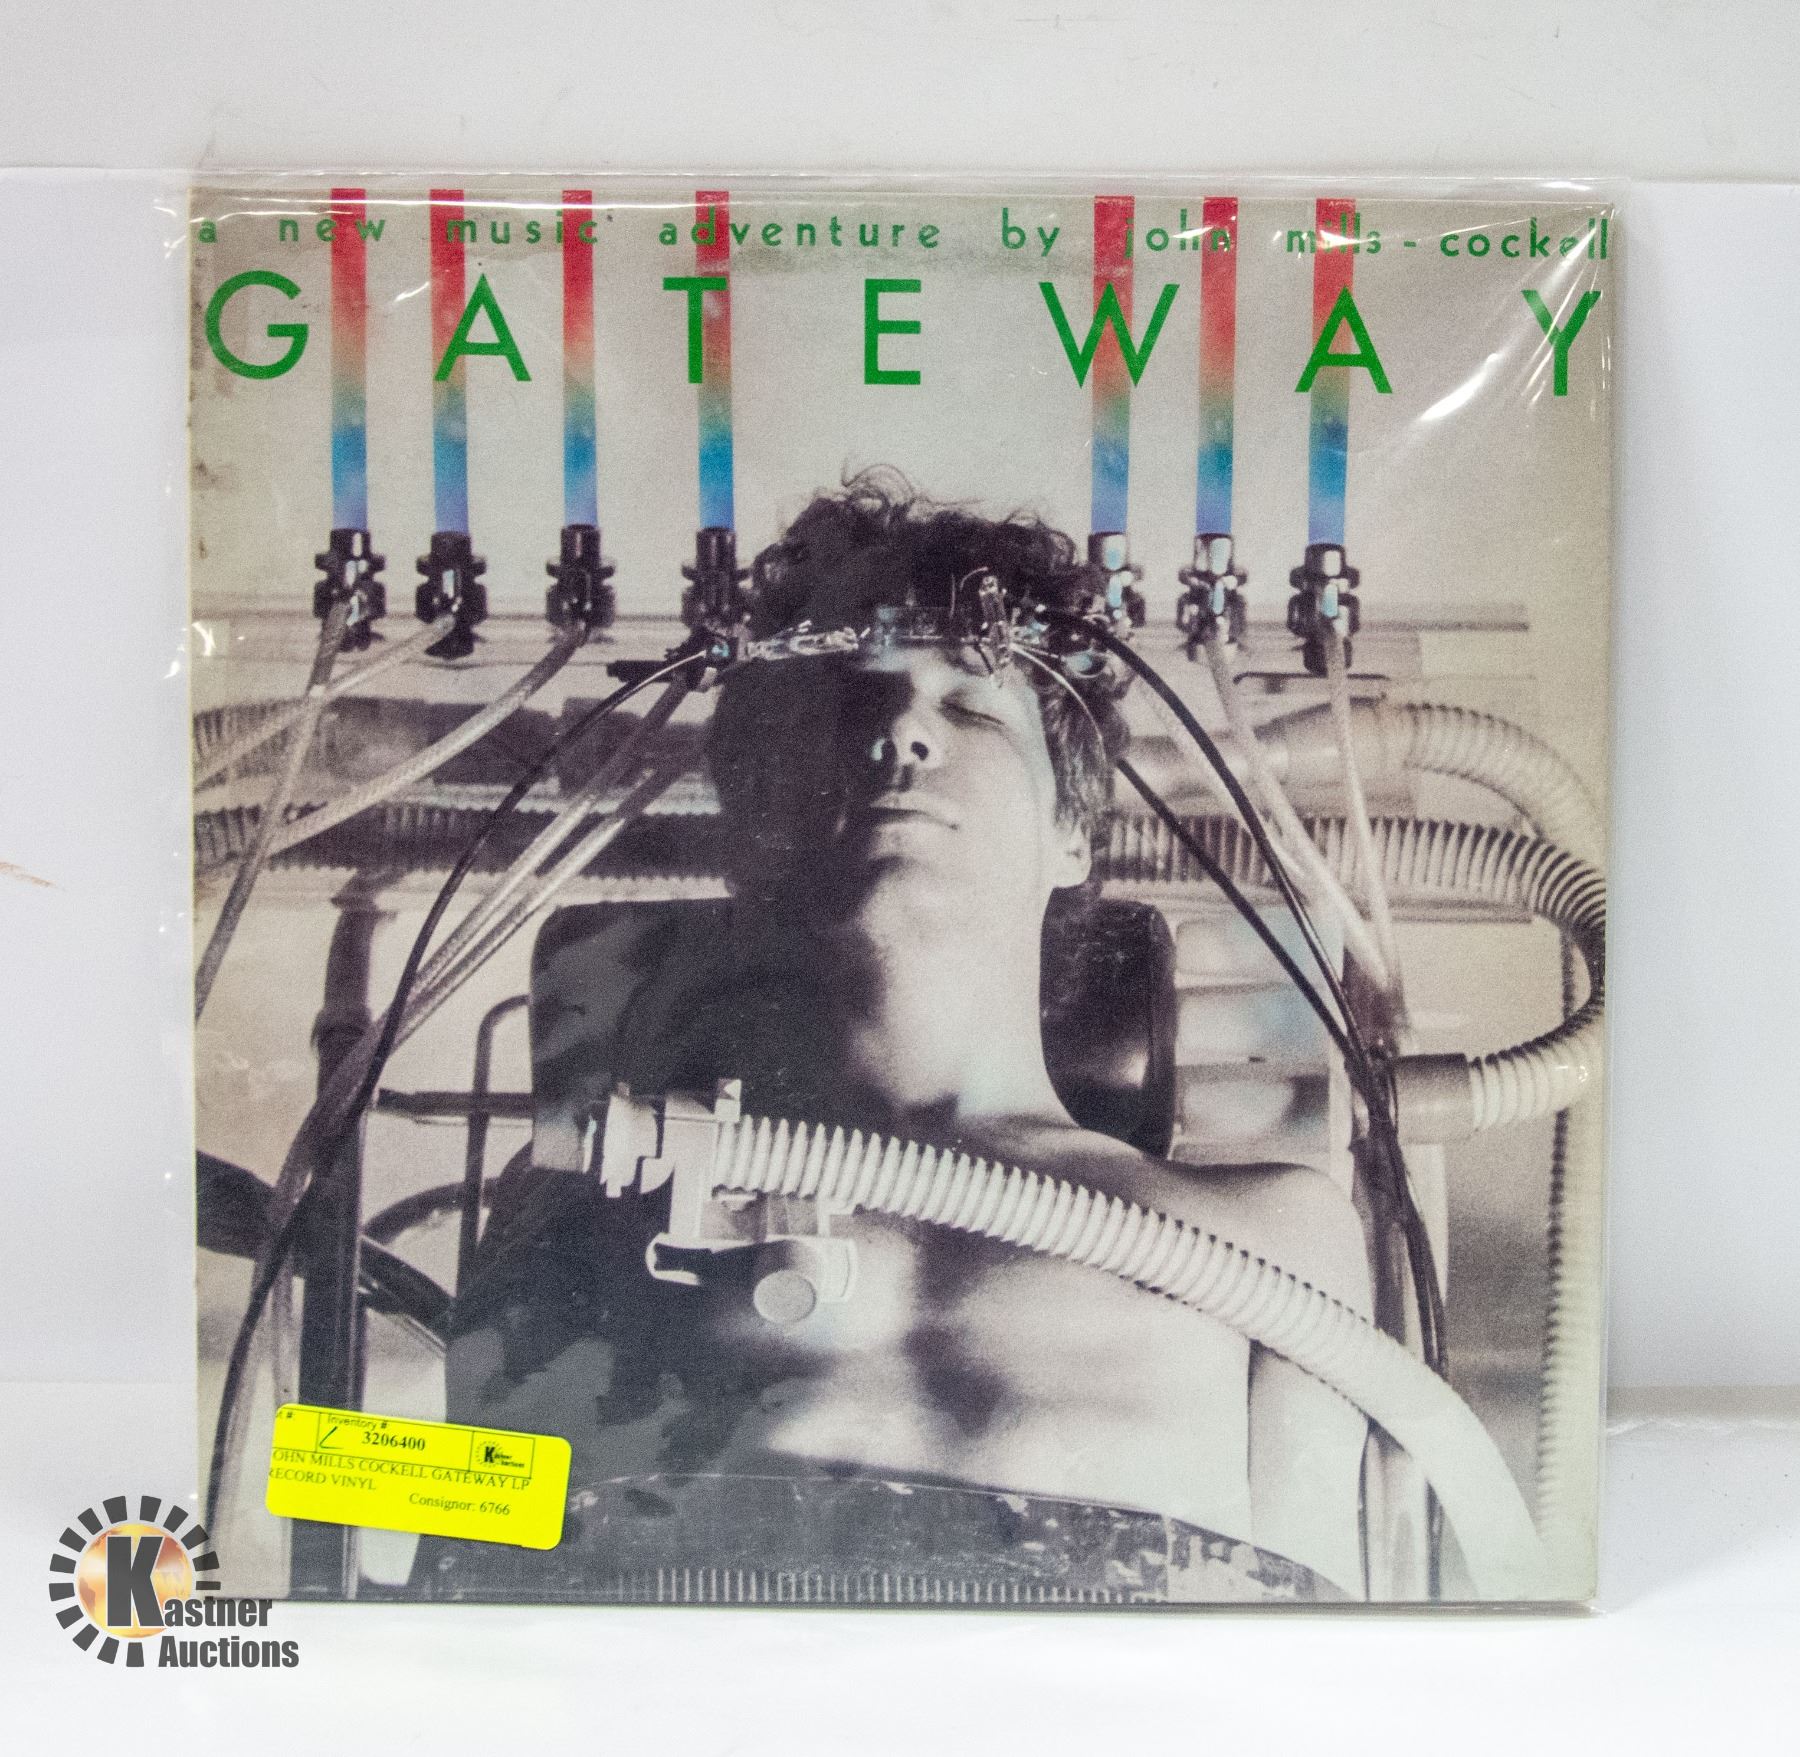 a new music adventure by john mills-cockell
GATEWAY
Inventory #
3206400
OHN MILLS COCKELL GATEWAY LP
RECORD VINYL
Consignor: 6766
Kastner
Auctions